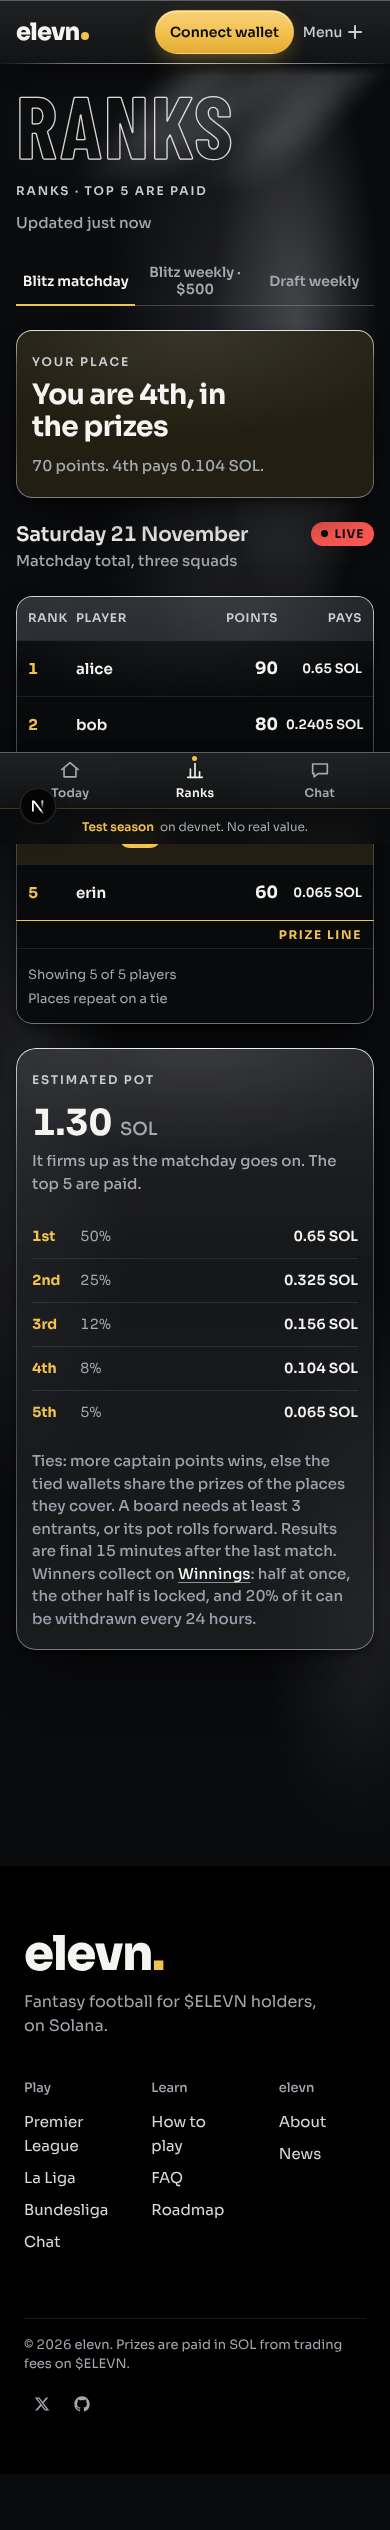 elevn.
Connect wallet
Menu
RANKS
RANKS · TOP 5 ARE PAID
Updated just now
Blitz matchday
Blitz weekly ·
$500
Draft weekly
YOUR PLACE
You are 4th, in
the prizes
70 points. 4th pays 0.104 SOL.
Saturday 21 November
LIVE
Matchday total, three squads
RANK PLAYER POINTS PAYS
1 alice 90 0.65 SOL
2 bob 80 0.2405 SOL
Today Ranks Chat
N
Test season on devnet. No real value.
5 erin 60 0.065 SOL
PRIZE LINE
Showing 5 of 5 players
Places repeat on a tie
ESTIMATED POT
1.30 SOL
It firms up as the matchday goes on. The
top 5 are paid.
1st 50% 0.65 SOL
2nd 25% 0.325 SOL
3rd 12% 0.156 SOL
4th 8% 0.104 SOL
5th 5% 0.065 SOL
Ties: more captain points wins, else the
tied wallets share the prizes of the places
they cover. A board needs at least 3
entrants, or its pot rolls forward. Results
are final 15 minutes after the last match.
Winners collect on Winnings: half at once,
the other half is locked, and 20% of it can
be withdrawn every 24 hours.
elevn.
Fantasy football for $ELEVN holders,
on Solana.
Play
Premier
League
La Liga
Bundesliga
Chat
Learn
How to
play
FAQ
Roadmap
elevn
About
News
© 2026 elevn. Prizes are paid in SOL from trading
fees on $ELEVN.